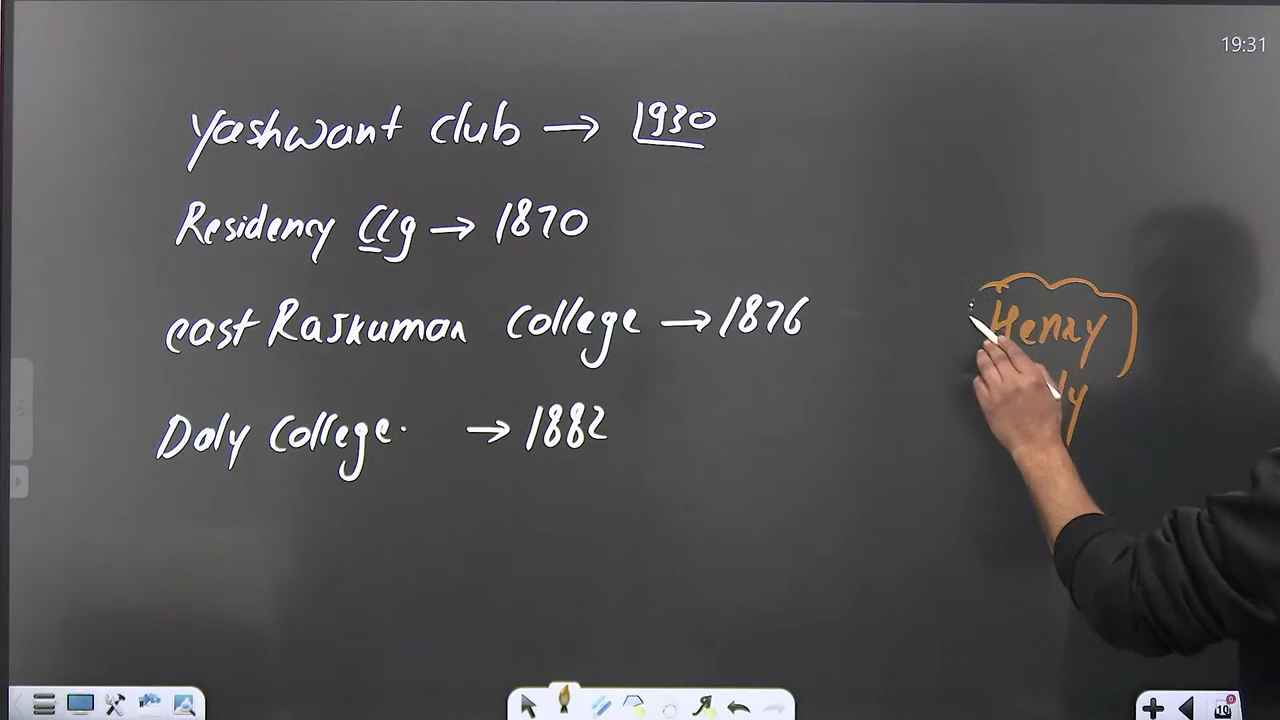 19:31
Yashwant club → 1930
Residency Clg → 1870
east Rajkumar college → 1876
Daly College. → 1882
Henry